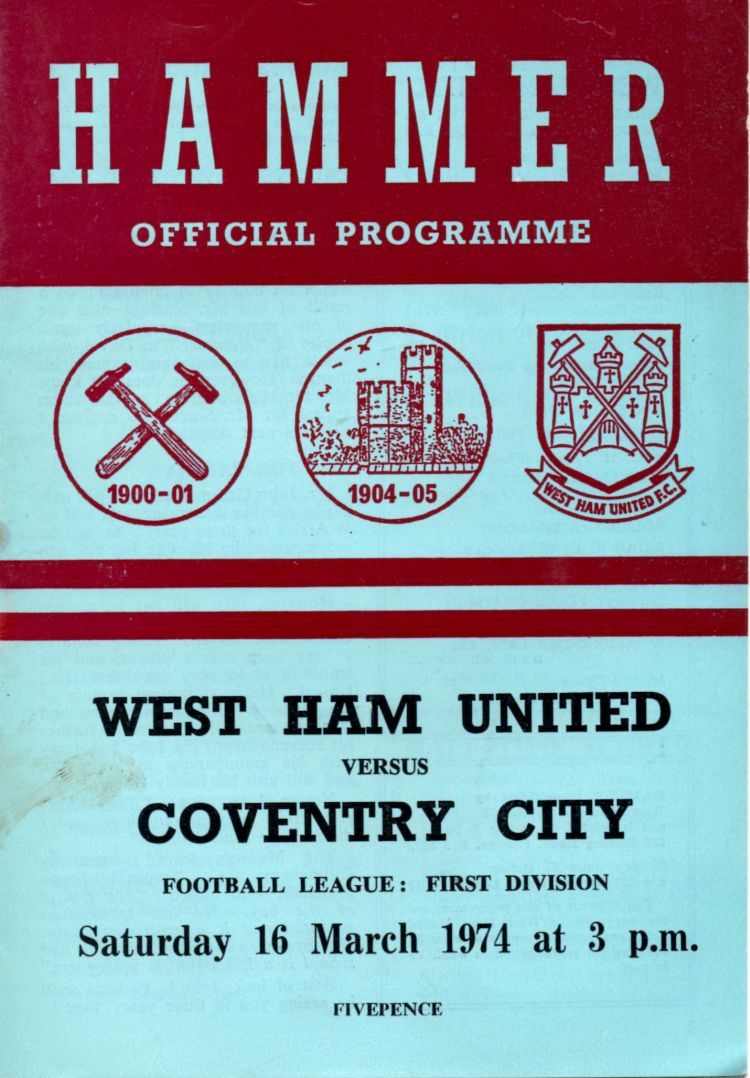 HAMMER
OFFICIAL PROGRAMME
1900-01
1904-05
WEST HAM UNITED F.C.
WEST HAM UNITED
VERSUS
COVENTRY CITY
FOOTBALL LEAGUE: FIRST DIVISION
Saturday 16 March 1974 at 3 p.m.
FIVEPENCE